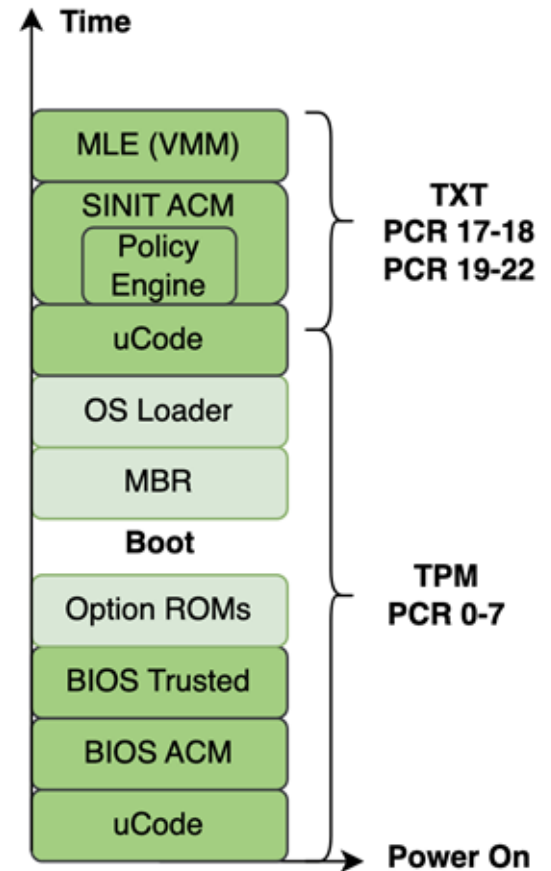 Time
MLE (VMM)
SINIT ACM
Policy
Engine
TXT
PCR 17-18
PCR 19-22
uCode
OS Loader
MBR
Boot
Option ROMs
TPM
PCR 0-7
BIOS Trusted
BIOS ACM
uCode
Power On